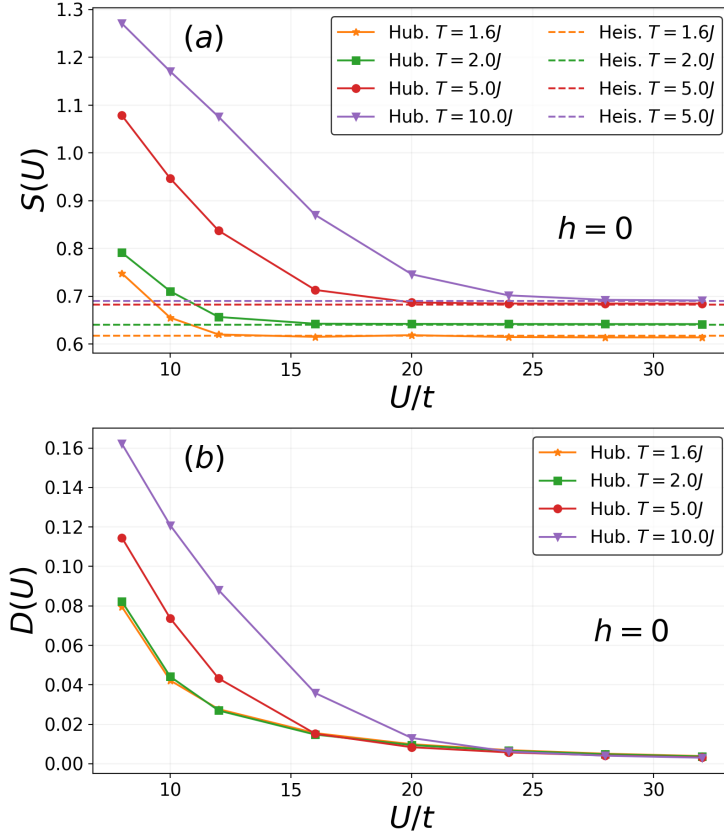 1.3
1.2
1.1
1.0
0.9
0.8
0.7
0.6
S(U)
(a)
Hub. T = 1.6J
Hub. T = 2.0J
Hub. T = 5.0J
Hub. T = 10.0J
Heis. T = 1.6J
Heis. T = 2.0J
Heis. T = 5.0J
Heis. T = 5.0J
h = 0
10 15 20 25 30
U/t
0.16
0.14
0.12
0.10
0.08
0.06
0.04
0.02
0.00
D(U)
(b)
Hub. T = 1.6J
Hub. T = 2.0J
Hub. T = 5.0J
Hub. T = 10.0J
h = 0
10 15 20 25 30
U/t